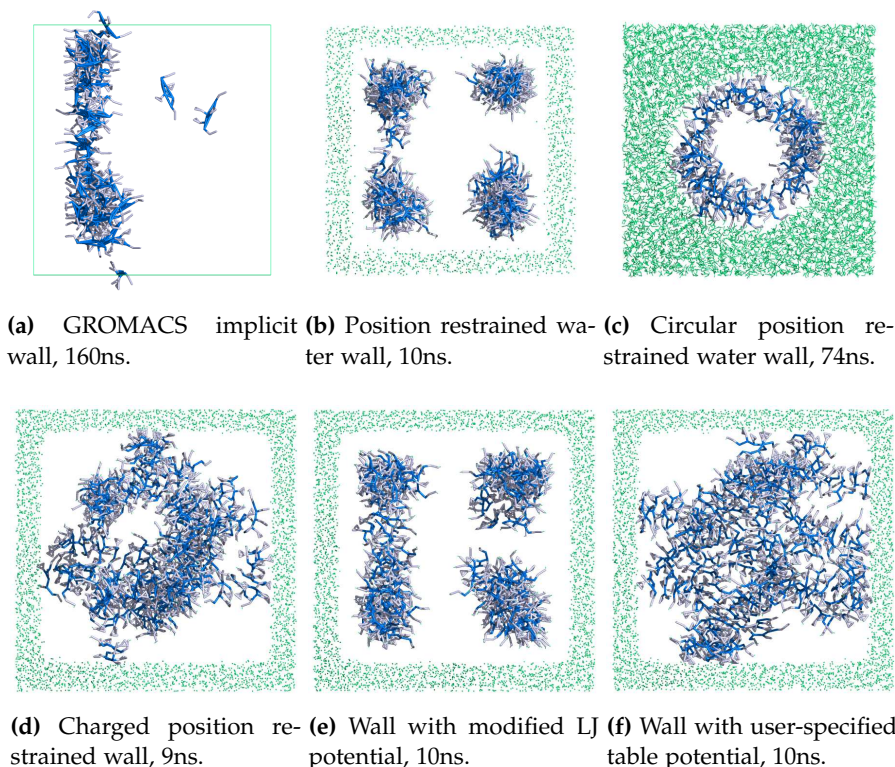 (a) GROMACS implicit
wall, 160ns.
(b) Position restrained wa-
ter wall, 10ns.
(c) Circular position re-
strained water wall, 74ns.
(d) Charged position re-
strained wall, 9ns.
(e) Wall with modified LJ
potential, 10ns.
(f) Wall with user-specified
table potential, 10ns.